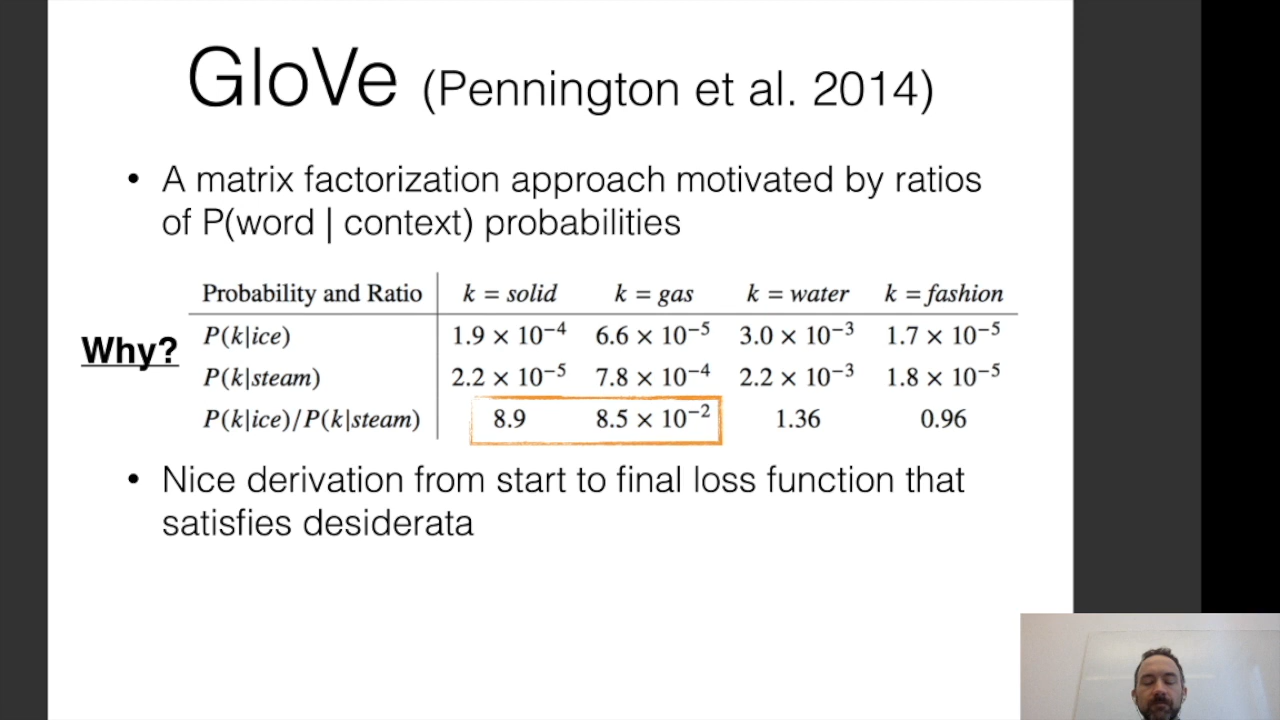 GloVe (Pennington et al. 2014)
• A matrix factorization approach motivated by ratios
of P(word | context) probabilities
Why?
Probability and Ratio k = solid k = gas k = water k = fashion
P(k|ice) 1.9 × 10⁻⁴ 6.6 × 10⁻⁵ 3.0 × 10⁻³ 1.7 × 10⁻⁵
P(k|steam) 2.2 × 10⁻⁵ 7.8 × 10⁻⁴ 2.2 × 10⁻³ 1.8 × 10⁻⁵
P(k|ice)/P(k|steam) 8.9 8.5 × 10⁻² 1.36 0.96
• Nice derivation from start to final loss function that
satisfies desiderata